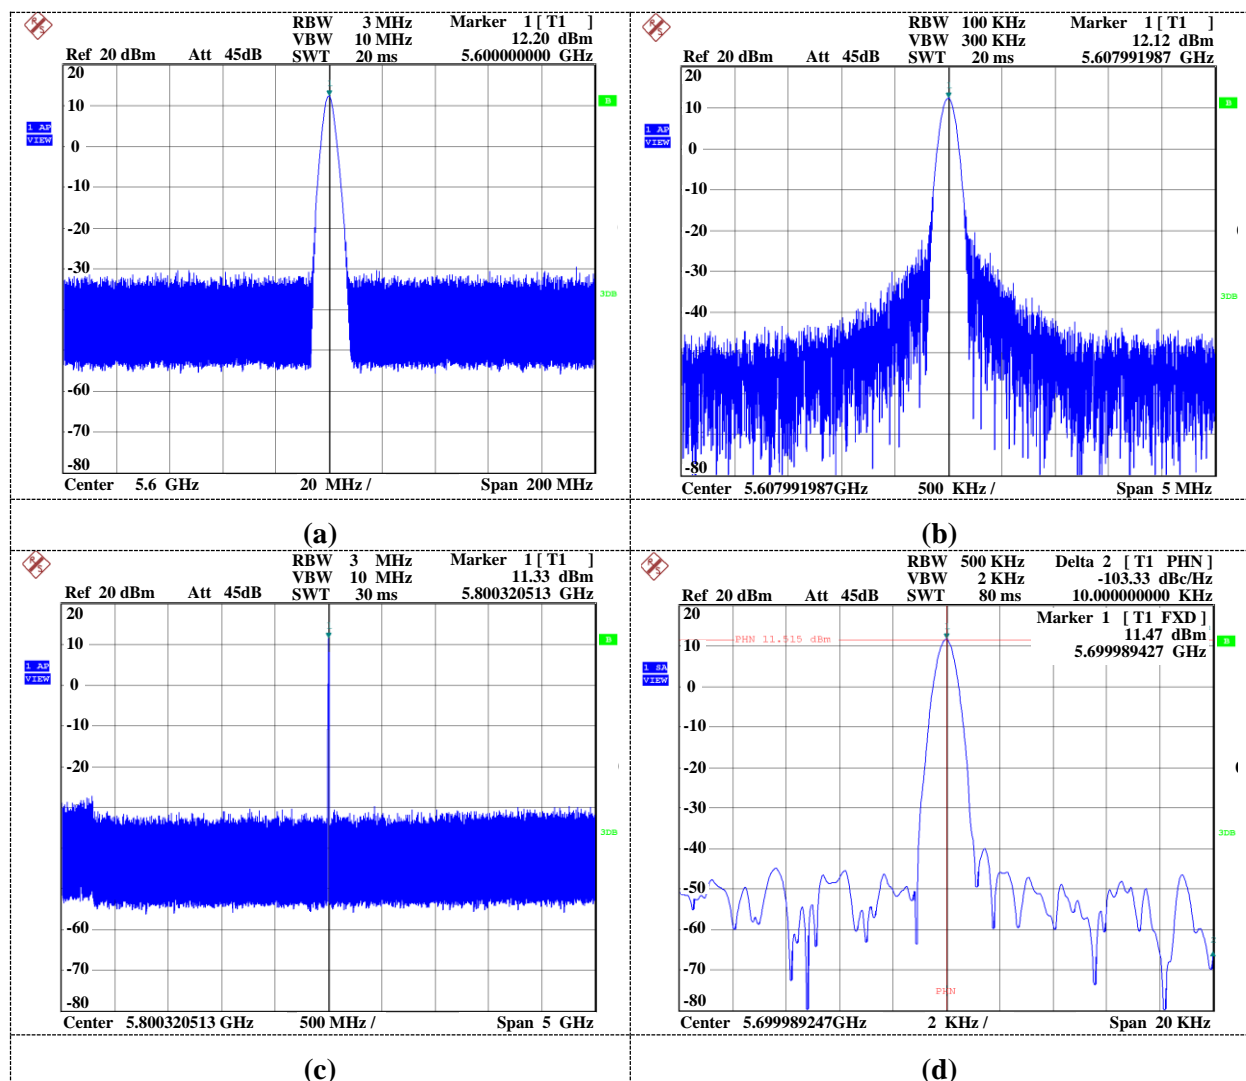 RBW 3 MHz Marker 1 [ T1 ]
VBW 10 MHz 12.20 dBm
Ref 20 dBm Att 45dB SWT 20 ms 5.600000000 GHz
20
10
0
-10
-20
-30
-60
-70
-80
1 AP
VIEW
B
3DB
Center 5.6 GHz 20 MHz / Span 200 MHz
(a)
RBW 100 KHz Marker 1 [ T1 ]
VBW 300 KHz 12.12 dBm
Ref 20 dBm Att 45dB SWT 20 ms 5.607991987 GHz
20
10
0
-10
-20
-30
-40
-80
1 AP
VIEW
B
3DB
Center 5.607991987GHz 500 KHz / Span 5 MHz
(b)
RBW 3 MHz Marker 1 [ T1 ]
VBW 10 MHz 11.33 dBm
Ref 20 dBm Att 45dB SWT 30 ms 5.800320513 GHz
20
10
0
-10
-20
-60
-70
-80
1 AP
VIEW
B
3DB
Center 5.800320513 GHz 500 MHz / Span 5 GHz
(c)
RBW 500 KHz Delta 2 [ T1 PHN]
VBW 2 KHz -103.33 dBc/Hz
Ref 20 dBm Att 45dB SWT 80 ms 10.000000000 KHz
Marker 1 [ T1 FXD ]
11.47 dBm
5.699989427 GHz
PHN 11.515 dBm
20
10
0
-10
-20
-30
-40
-50
-60
-70
-80
1 SA
VIEW
B
3DB
PHN
Center 5.699989247GHz 2 KHz / Span 20 KHz
(d)